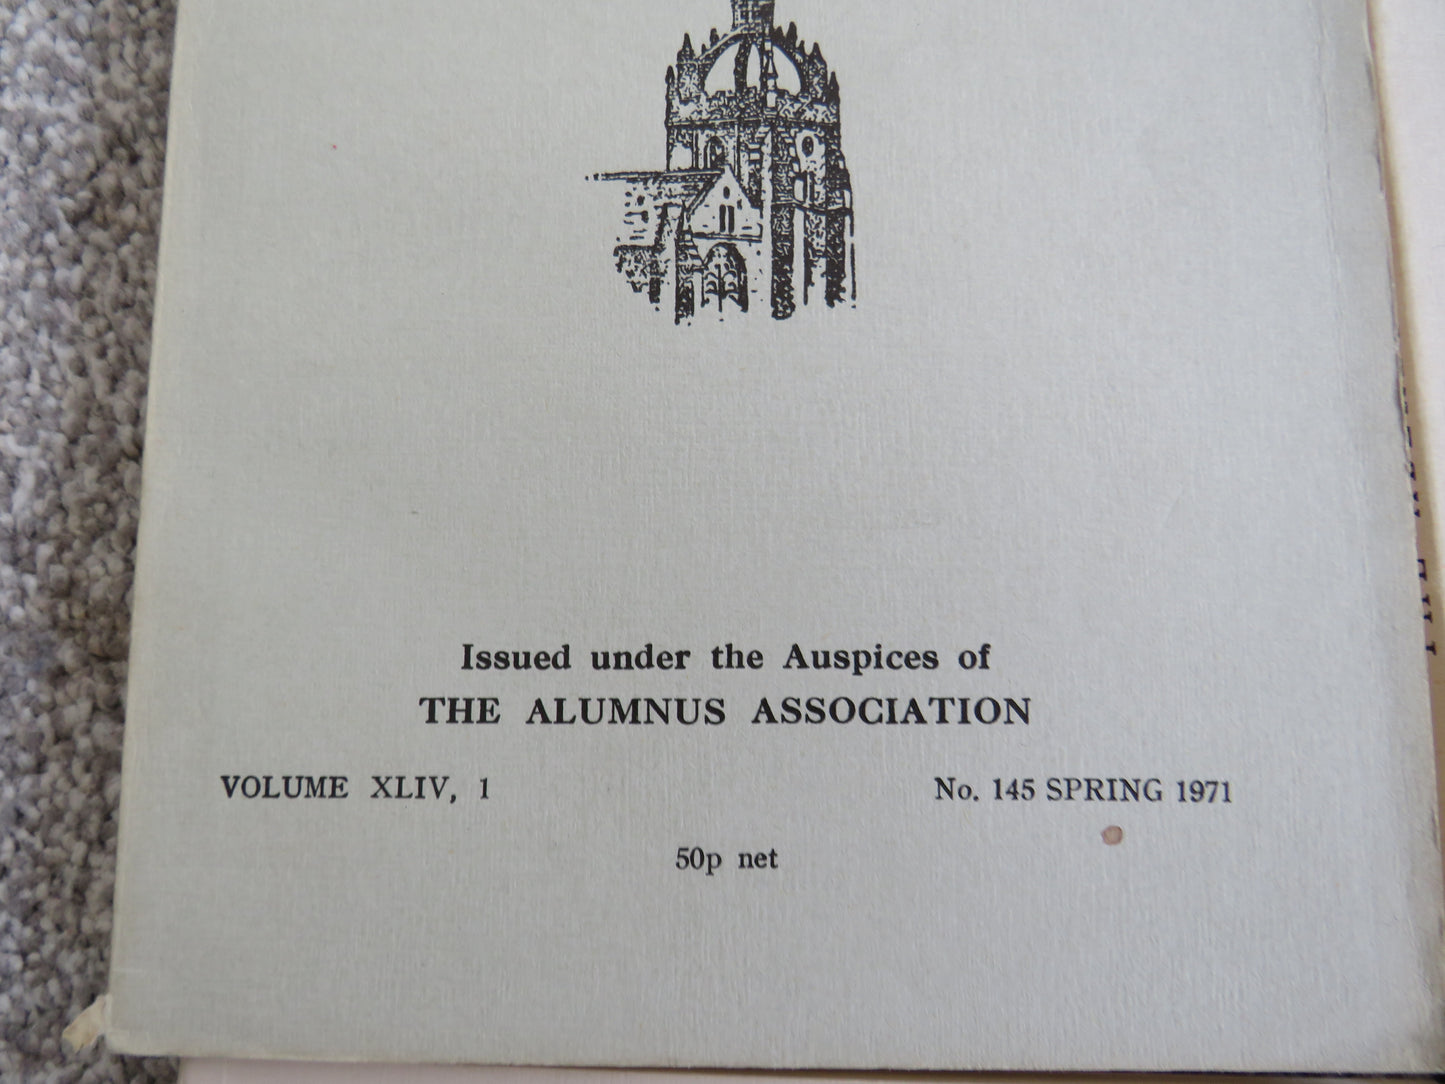 Issued under the Auspices of
THE ALUMNUS ASSOCIATION
VOLUME XLIV, 1
No. 145 SPRING 1971
50p net